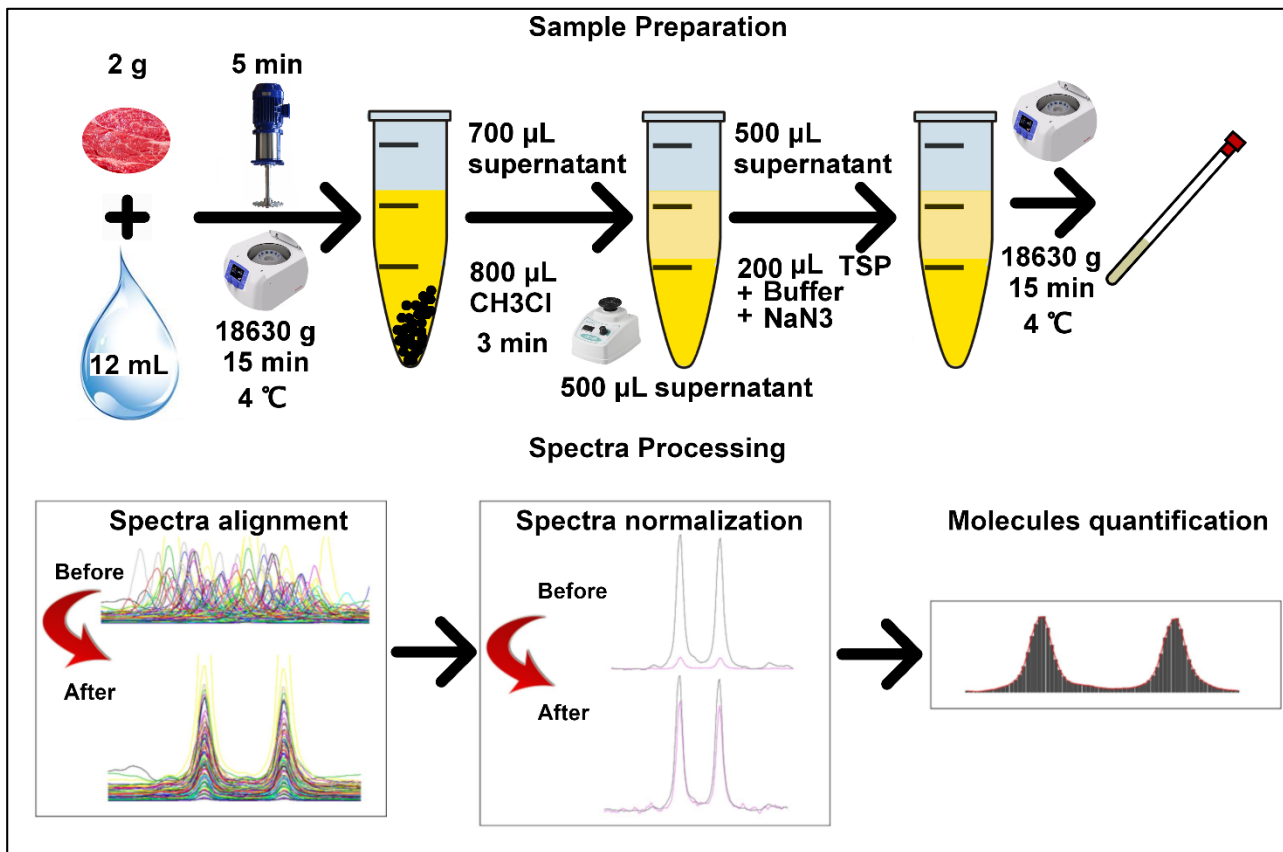 Sample Preparation
2 g
5 min
12 mL
18630 g
15 min
4 ℃
700 µL
supernatant
800 µL
CH3Cl
3 min
500 µL supernatant
500 µL
supernatant
200 µL TSP
+ Buffer
+ NaN3
18630 g
15 min
4 ℃
Spectra Processing
Spectra alignment
Before
After
Spectra normalization
Before
After
Molecules quantification